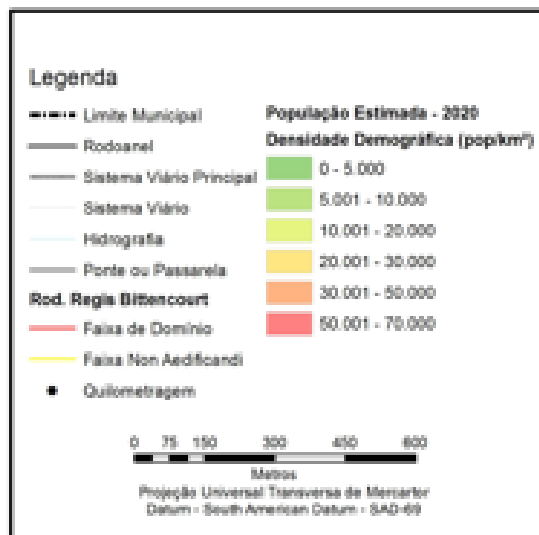 Legenda
Limite Municipal
Rodoanel
Sistema Viário Principal
Sistema Viário
Hidrografia
Ponte ou Passarela
Rod. Regis Bittencourt
Faixa de Domínio
Faixa Non Aedificandi
Quilometragem
População Estimada - 2020
Densidade Demográfica (pop/km²)
0 - 5.000
5.001 - 10.000
10.001 - 20.000
20.001 - 30.000
30.001 - 50.000
50.001 - 70.000
0 75 150 300 450 600
Metros
Projeção Universal Transversa de Mercartor
Datum - South American Datum - SAD-69